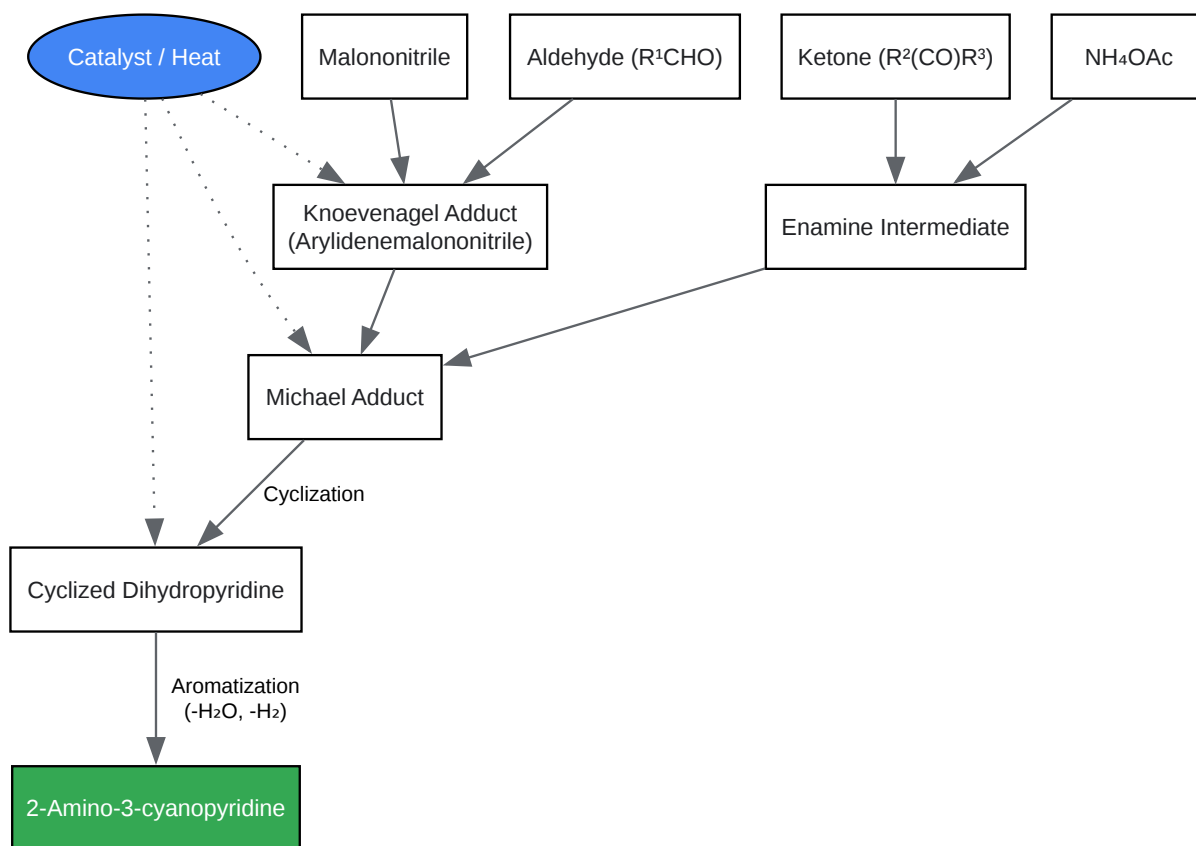 Catalyst / Heat
Malononitrile
Aldehyde (R¹CHO)
Ketone (R²(CO)R³)
NH₄OAc
Knoevenagel Adduct
(Arylidenemalononitrile)
Enamine Intermediate
Michael Adduct
Cyclization
Cyclized Dihydropyridine
Aromatization
(-H₂O, -H₂)
2-Amino-3-cyanopyridine